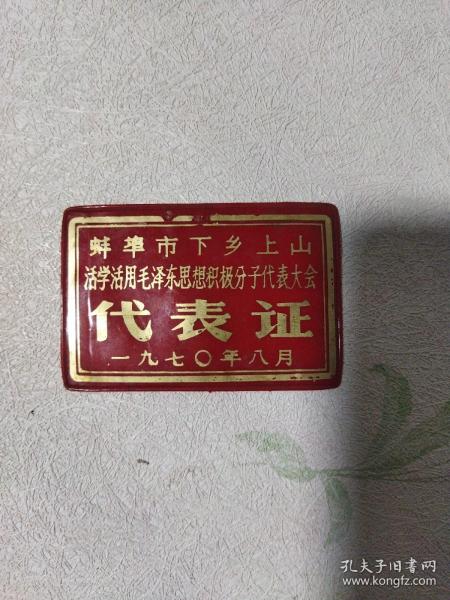 蚌埠市下乡上山
活学活用毛泽东思想积极分子代表大会
代表证
一九七〇年八月
孔夫子旧书网
www.kongfz.com